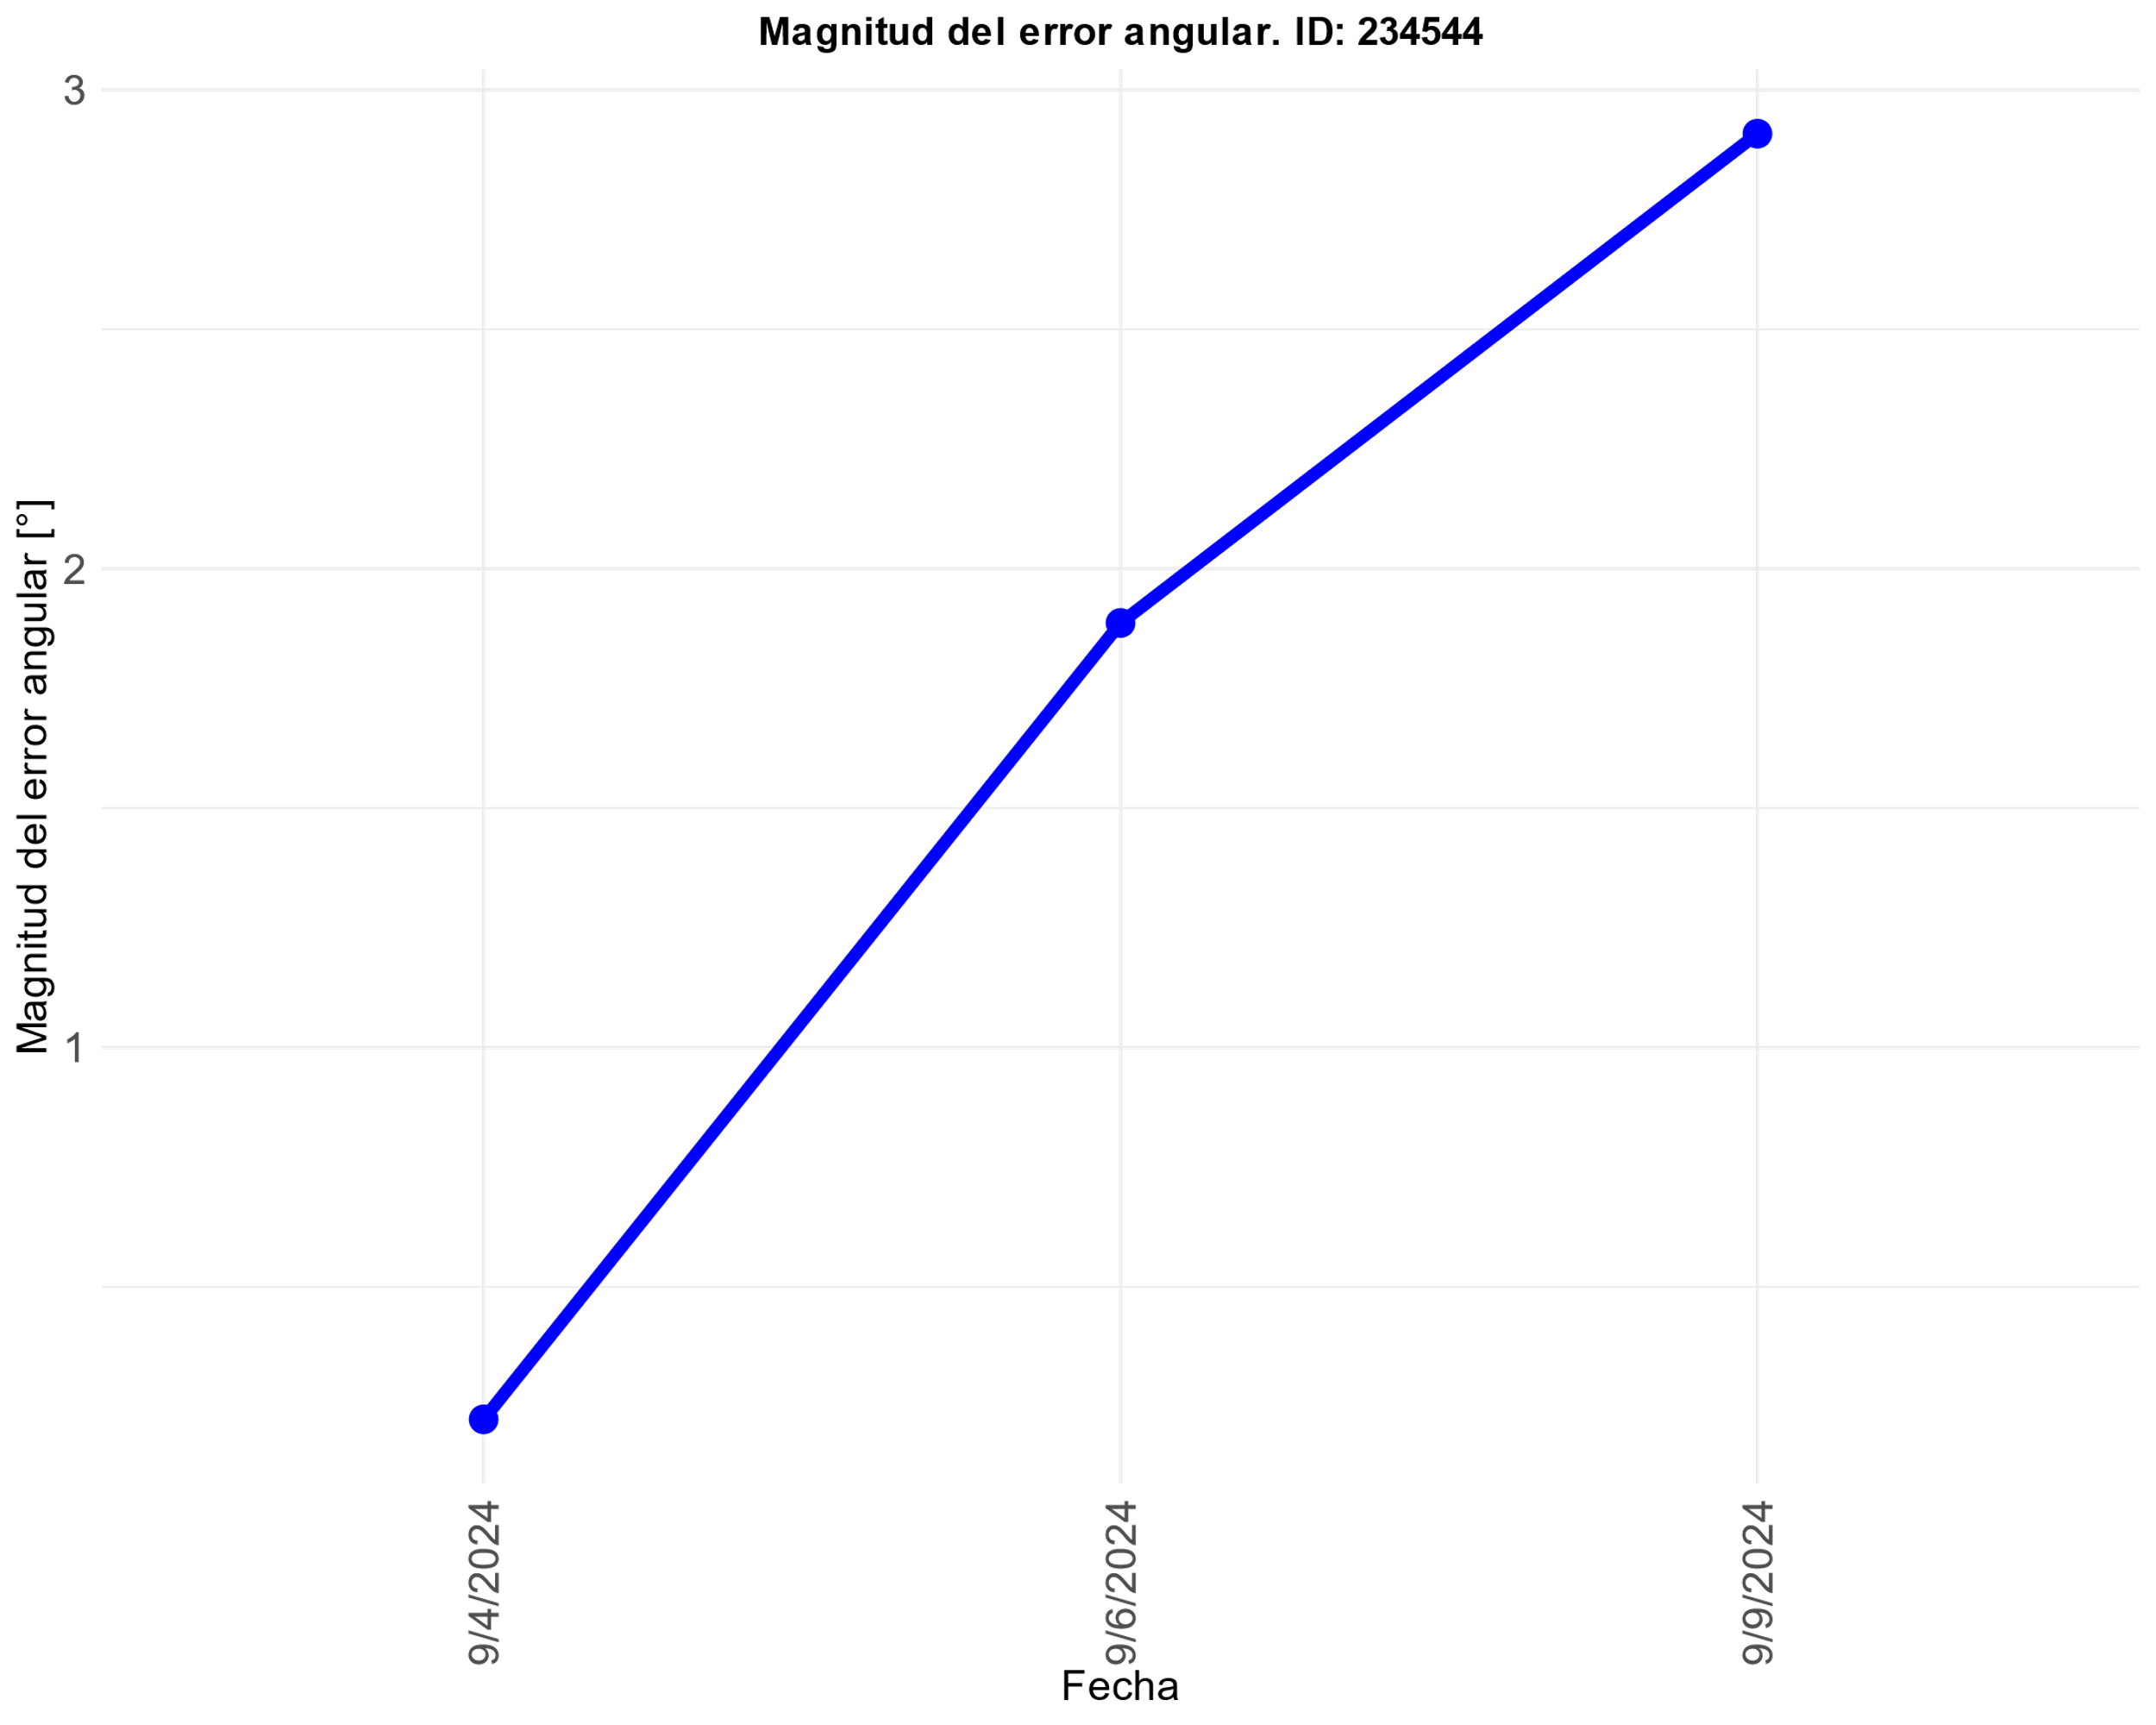 Magnitud del error angular. ID: 234544
Magnitud del error angular [°]
3
2
1
9/4/2024
9/6/2024
9/9/2024
Fecha